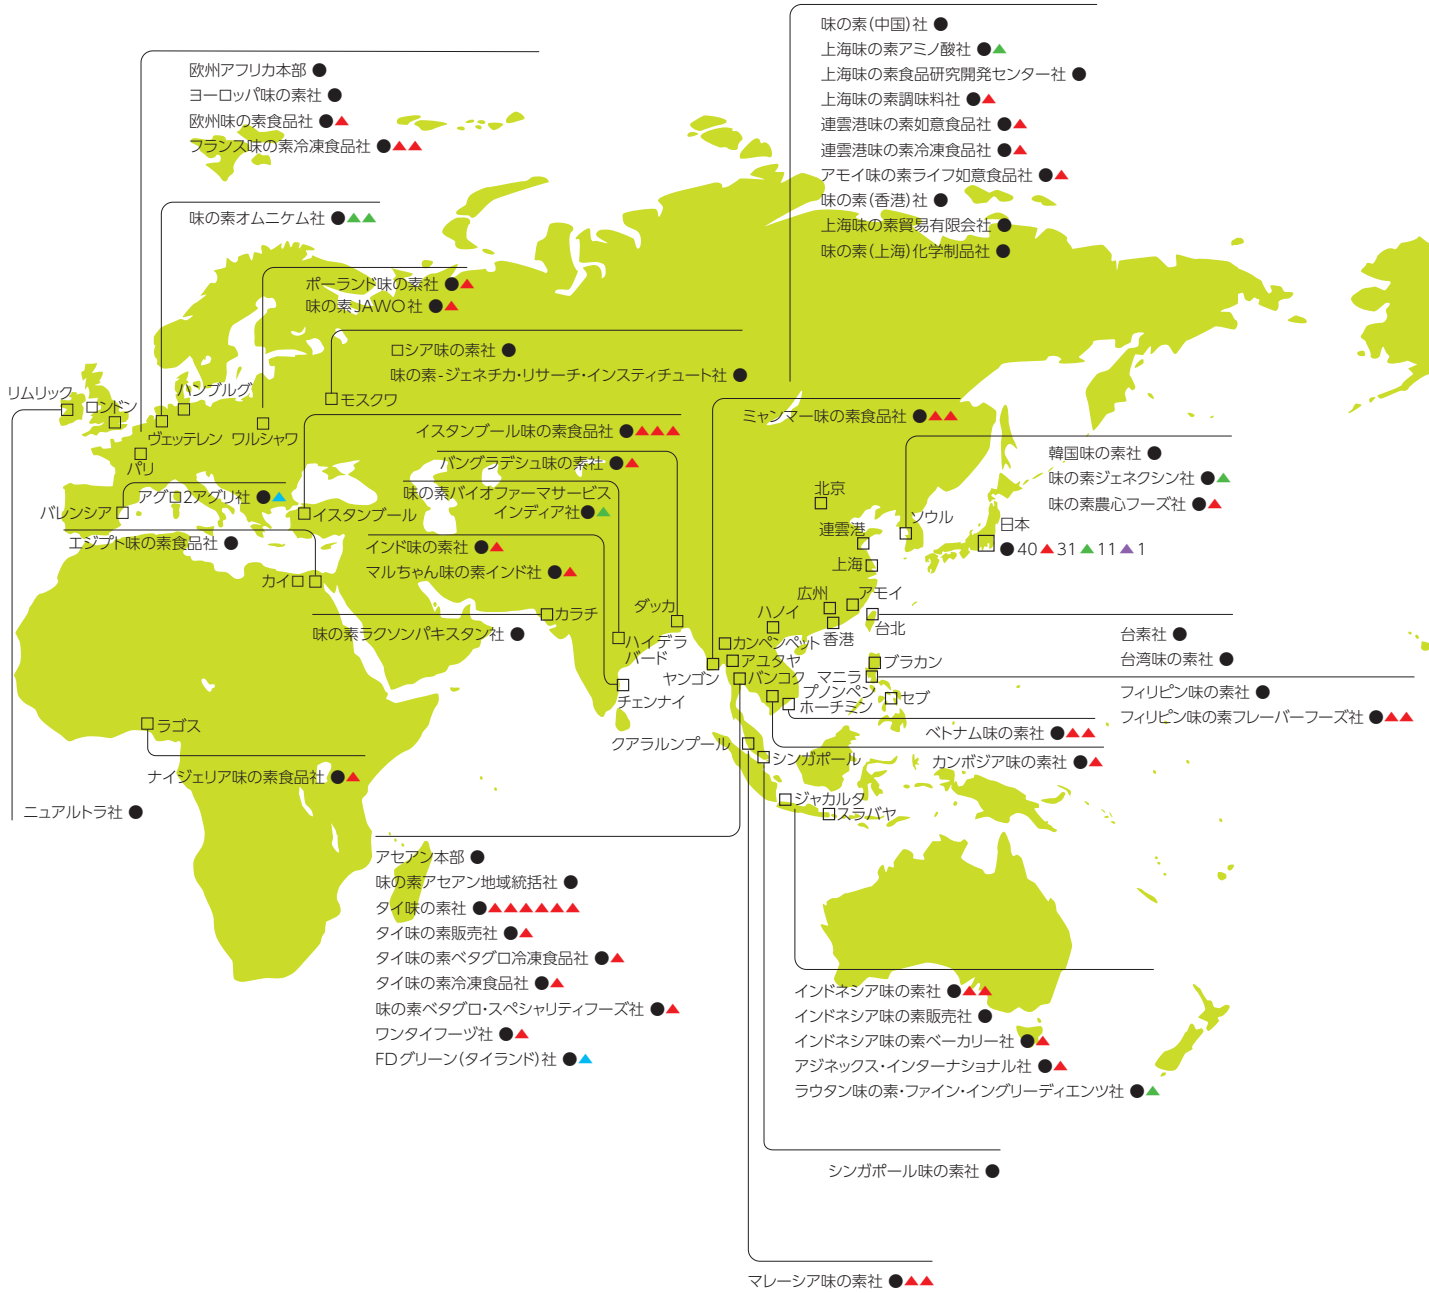 味の素(中国)社 ●
上海味の素アミノ酸社 ●▲
上海味の素食品研究開発センター社 ●
上海味の素調味料社 ●▲
連雲港味の素如意食品社 ●▲
連雲港味の素冷凍食品社 ●▲
アモイ味の素ライフ如意食品社 ●▲
味の素(香港)社 ●
上海味の素貿易有限会社 ●
味の素(上海)化学制品社 ●
欧州アフリカ本部 ●
ヨーロッパ味の素社 ●
欧州味の素食品社 ●▲
フランス味の素冷凍食品社 ●▲▲
味の素オムニケム社 ●▲▲
ポーランド味の素社 ●▲
味の素JAWO社 ●▲
ロシア味の素社 ●
味の素-ジェネチカ・リサーチ・インスティチュート社 ●
リムリック
ロンドン
ハンブルグ
モスクワ
ヴェッテレン
ワルシャワ
パリ
ミャンマー味の素食品社 ●▲▲
イスタンブール味の素食品社 ●▲▲▲
バングラデシュ味の素社 ●▲
味の素バイオファーマサービス
インディア社●▲
韓国味の素社 ●
味の素ジェネクシン社 ●▲
味の素農心フーズ社 ●▲
アグロ2アグリ社 ●▲
バレンシア
イスタンブール
エジプト味の素食品社 ●
カイロ
インド味の素社 ●▲
マルちゃん味の素インド社 ●▲
北京
連雲港
ソウル
日本
●40 ▲31 ▲11 ▲1
上海
広州
アモイ
香港
台北
ハノイ
ダッカ
カラチ
味の素ラクソンパキスタン社 ●
ハイデラ
バード
カンペンペット
アユタヤ
ヤンゴン
バンコク
チェンナイ
マニラ
ブラカン
プノンペン
ホーチミン
セブ
台素社 ●
台湾味の素社 ●
フィリピン味の素社 ●
フィリピン味の素フレーバーフーズ社 ●▲▲
ベトナム味の素社 ●▲▲
カンボジア味の素社 ●▲
ラゴス
ナイジェリア味の素食品社 ●▲
ニュアルトラ社 ●
クアラルンプール
シンガポール
ジャカルタ
スラバヤ
アセアン本部 ●
味の素アセアン地域統括社 ●
タイ味の素社 ●▲▲▲▲▲▲
タイ味の素販売社 ●▲
タイ味の素ベタグロ冷凍食品社 ●▲
タイ味の素冷凍食品社 ●▲
味の素ベタグロ・スペシャリティフーズ社 ●▲
ワンタイフーヅ社 ●▲
FDグリーン(タイランド)社 ●▲
インドネシア味の素社 ●▲▲
インドネシア味の素販売社 ●
インドネシア味の素ベーカリー社 ●▲
アジネックス・インターナショナル社 ●▲
ラウタン味の素・ファイン・イングリーディエンツ社 ●▲
シンガポール味の素社 ●
マレーシア味の素社 ●▲▲